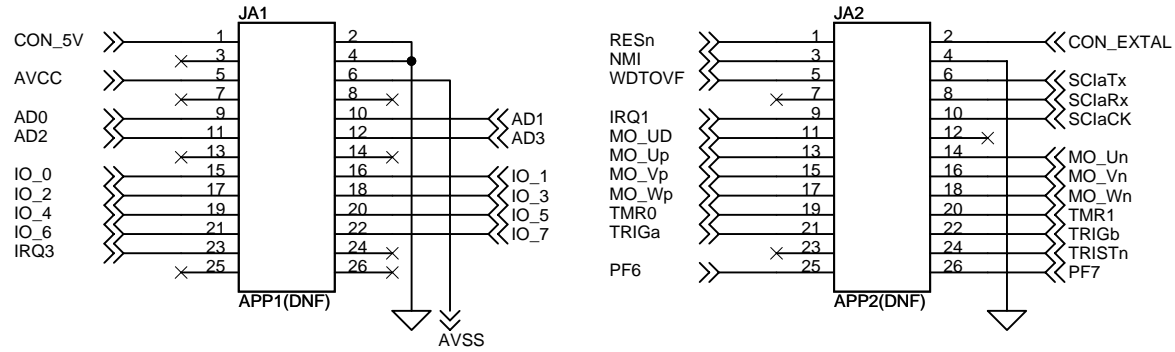 JA1
CON_5V 1 2
3 4
AVCC 5 6
7 8
AD0 9 10 AD1
AD2 11 12 AD3
13 14
IO_0 15 16 IO_1
IO_2 17 18 IO_3
IO_4 19 20 IO_5
IO_6 21 22 IO_7
IRQ3 23 24
25 26
APP1(DNF)
AVSS
JA2
RESn 1 2 CON_EXTAL
NMI 3 4
WDTOVF 5 6 SCIaTx
7 8 SCIaRx
IRQ1 9 10 SCIaCK
MO_UD 11 12
MO_Up 13 14 MO_Un
MO_Vp 15 16 MO_Vn
MO_Wp 17 18 MO_Wn
TMR0 19 20 TMR1
TRIGa 21 22 TRIGb
23 24 TRISTn
PF6 25 26 PF7
APP2(DNF)